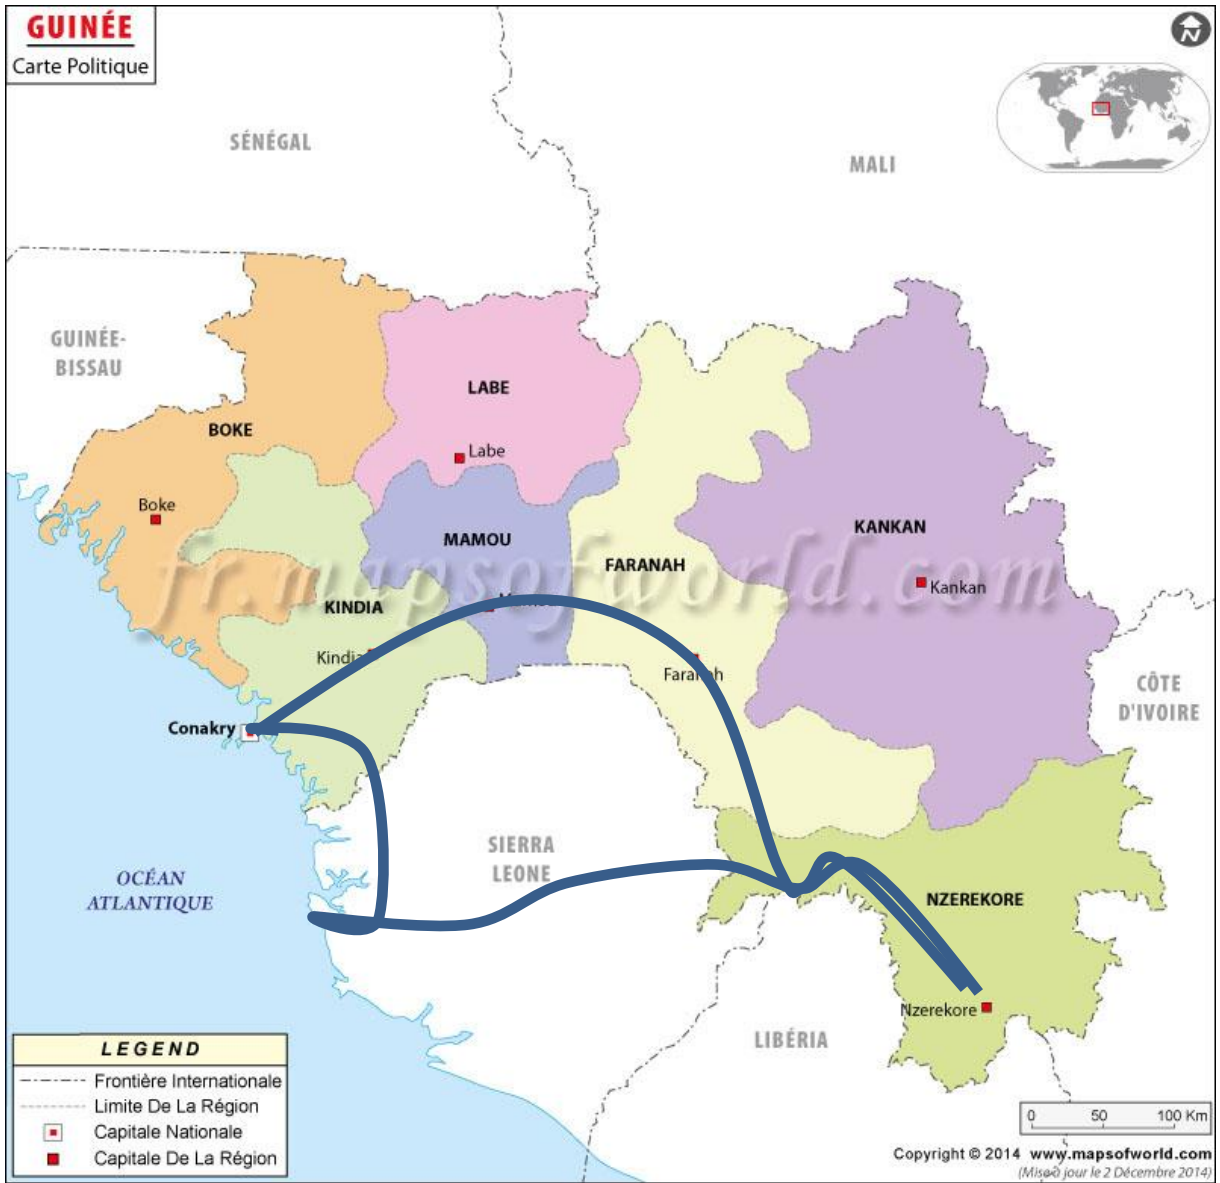 GUINÉE
Carte Politique
N
SÉNÉGAL
MALI
GUINÉE-
BISSAU
LABE
BOKE
Labe
Boke
MAMOU
KANKAN
FARANAH
fr.mapsofworld.com
Kankan
KINDIA
Kindia
Faranah
CÔTE
D'IVOIRE
Conakry
SIERRA
LEONE
OCÉAN
ATLANTIQUE
NZEREKORE
Nzerekore
LIBÉRIA
LEGEND
Frontière Internationale
Limite De La Région
Capitale Nationale
Capitale De La Région
0 50 100 Km
Copyright © 2014 www.mapsofworld.com
(Mise à jour le 2 Décembre 2014)